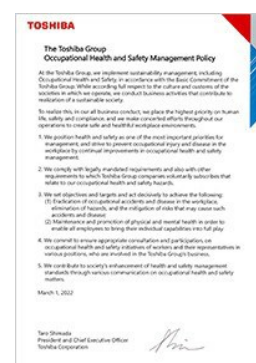 TOSHIBA
The Toshiba Group
Occupational Health and Safety Management Policy
At the Toshiba Group, we implement sustainability management, including
Occupational Health and Safety, in accordance with the Basic Commitment of the
Toshiba Group. While according full respect to the culture and customs of the
societies in which we operate, we conduct business activities that contribute to
realization of a sustainable society.
To realize this, in all our business conduct, we place the highest priority on human
life, safety and compliance, and we make concerted efforts throughout our
operations to create safe and healthful workplace environments.
1. We position health and safety as one of the most important priorities for
management, and strive to prevent occupational injury and disease in the
workplace by continual improvements in occupational health and safety
management.
2. We comply with legally mandated requirements and also with other
requirements to which Toshiba Group companies voluntarily subscribes that
relate to our occupational health and safety hazards.
3. We set objectives and targets and act decisively to achieve the following:
(1) Eradication of occupational accidents and disease in the workplace,
elimination of hazards, and the mitigation of risks that may cause such
accidents and disease;
(2) Maintenance and promotion of physical and mental health in order to
enable all employees to bring their individual capabilities into full play.
4. We commit to ensure appropriate consultation and participation, on
occupational health and safety initiatives of workers and their representatives in
various positions, who are involved in the Toshiba Group's business.
5. We contribute to society's enhancement of health and safety management
standards through various communication on occupational health and safety
matters.
March 1, 2022
Taro Shimada
President and Chief Executive Officer
Toshiba Corporation